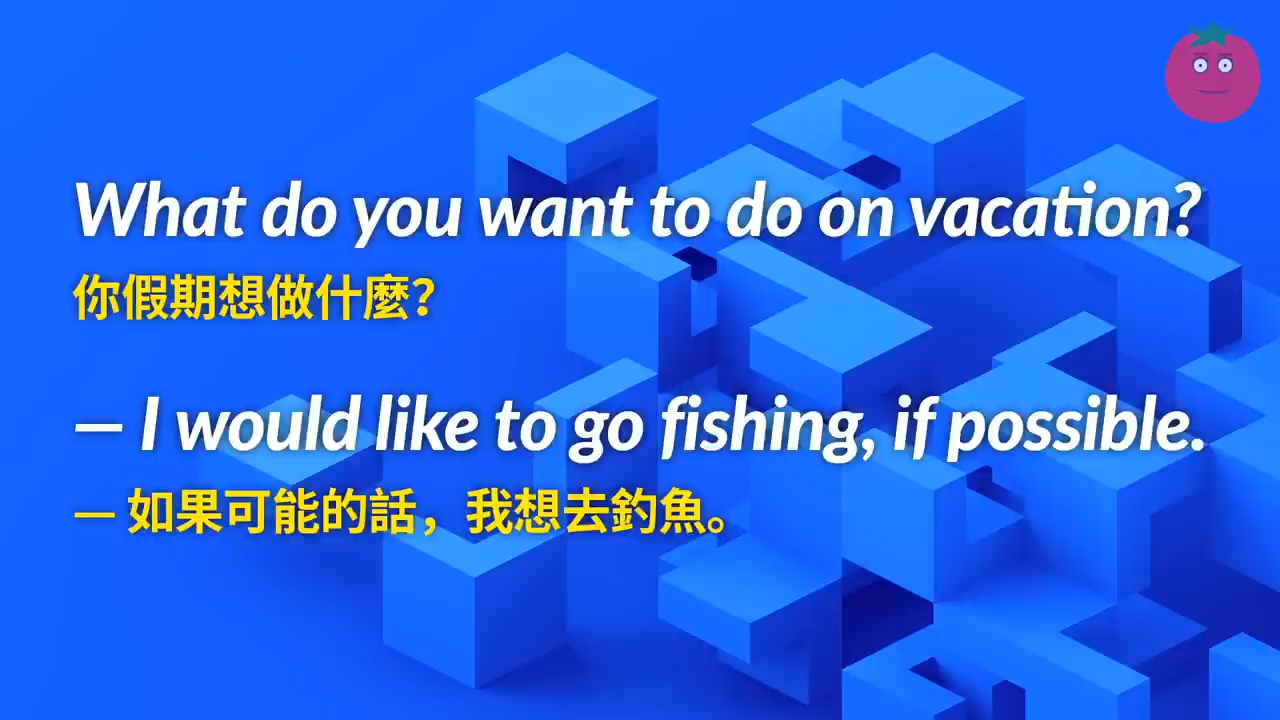 What do you want to do on vacation?
你假期想做什麼？
— I would like to go fishing, if possible.
— 如果可能的話，我想去釣魚。